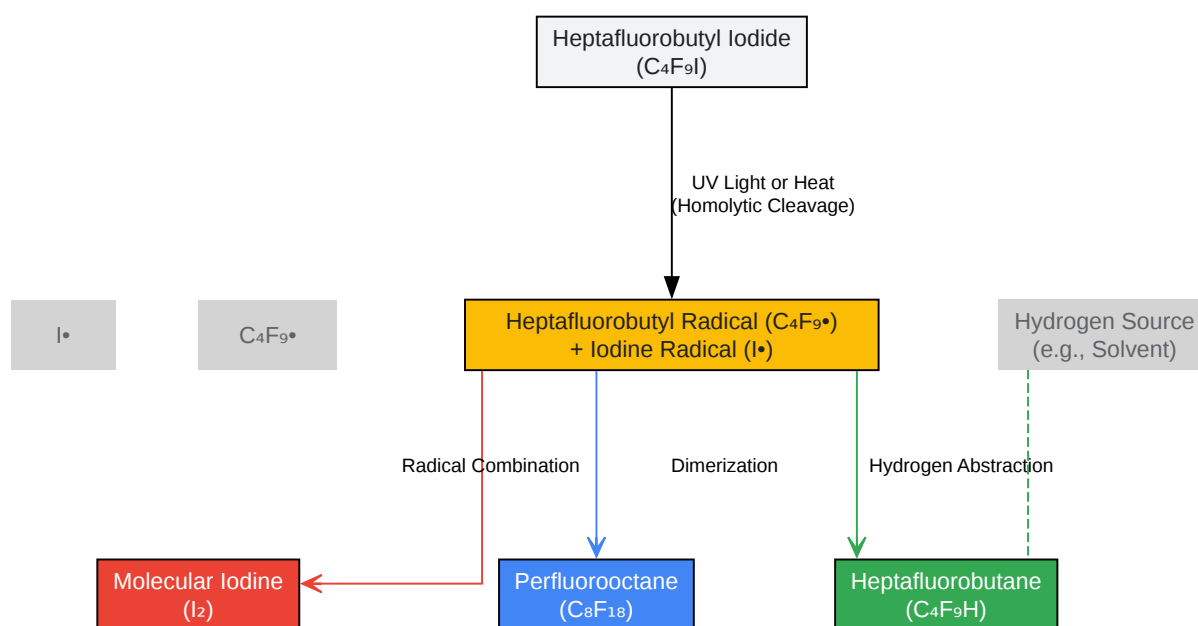 Heptafluorobutyl Iodide
(C₄F₉I)
UV Light or Heat
(Homolytic Cleavage)
I•
C₄F₉•
Heptafluorobutyl Radical (C₄F₉•)
+ Iodine Radical (I•)
Hydrogen Source
(e.g., Solvent)
Radical Combination
Dimerization
Hydrogen Abstraction
Molecular Iodine
(I₂)
Perfluorooctane
(C₈F₁₈)
Heptafluorobutane
(C₄F₉H)